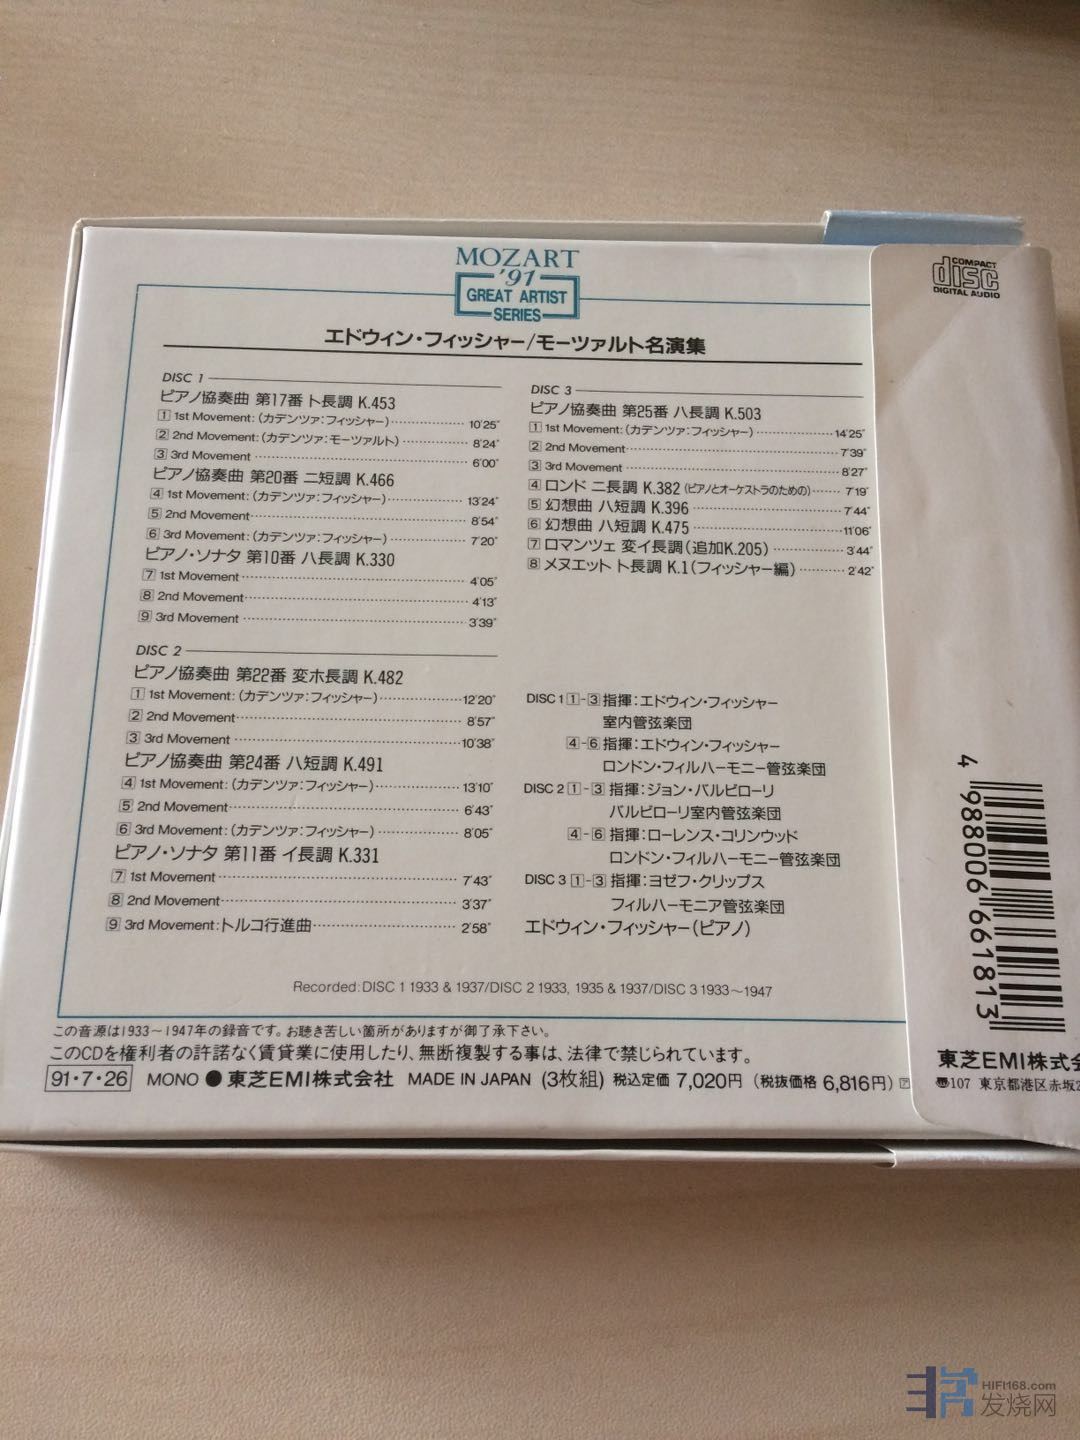 MOZART
'91
GREAT ARTIST
SERIES
エドウィン・フィッシャー/モーツァルト名演集
DISC 1
ピアノ協奏曲 第17番 ト長調 K.453
1 1st Movement:(カデンツァ:フィッシャー) 10'25"
2 2nd Movement:(カデンツァ:モーツァルト) 8'24"
3 3rd Movement 6'00"
ピアノ協奏曲 第20番 ニ短調 K.466
4 1st Movement:(カデンツァ:フィッシャー) 13'24"
5 2nd Movement 8'54"
6 3rd Movement:(カデンツァ:フィッシャー) 7'20"
ピアノ・ソナタ 第10番 ハ長調 K.330
7 1st Movement 4'05"
8 2nd Movement 4'13"
9 3rd Movement 3'39"
DISC 2
ピアノ協奏曲 第22番 変ホ長調 K.482
1 1st Movement:(カデンツァ:フィッシャー) 12'20"
2 2nd Movement 8'57"
3 3rd Movement 10'38"
ピアノ協奏曲 第24番 ハ短調 K.491
4 1st Movement:(カデンツァ:フィッシャー) 13'10"
5 2nd Movement 6'43"
6 3rd Movement:(カデンツァ:フィッシャー) 8'05"
ピアノ・ソナタ 第11番 イ長調 K.331
7 1st Movement 7'43"
8 2nd Movement 3'37"
9 3rd Movement:トルコ行進曲 2'58"
DISC 3
ピアノ協奏曲 第25番 ハ長調 K.503
1 1st Movement:(カデンツァ:フィッシャー) 14'25"
2 2nd Movement 7'39"
3 3rd Movement 8'27"
4 ロンド ニ長調 K.382 (ピアノとオーケストラのための) 7'19"
5 幻想曲 ハ短調 K.396 7'44"
6 幻想曲 ハ短調 K.475 11'06"
7 ロマンツェ 変イ長調(追加K.205) 3'44"
8 メヌエット ト長調 K.1(フィッシャー編) 2'42"
DISC 1 1-3 指揮:エドウィン・フィッシャー
室内管弦楽団
4-6 指揮:エドウィン・フィッシャー
ロンドン・フィルハーモニー管弦楽団
DISC 2 1-3 指揮:ジョン・バルビローリ
バルビローリ室内管弦楽団
4-6 指揮:ローレンス・コリンウッド
ロンドン・フィルハーモニー管弦楽団
DISC 3 1-3 指揮:ヨゼフ・クリップス
フィルハーモニア管弦楽団
エドウィン・フィッシャー(ピアノ)
Recorded:DISC 1 1933 & 1937/DISC 2 1933, 1935 & 1937/DISC 3 1933〜1947
この音源は1933〜1947年の録音です。お聴き苦しい箇所がありますが御了承下さい。
このCDを権利者の許諾なく賃貸業に使用したり、無断複製する事は、法律で禁じられています。
91・7・26 MONO ● 東芝EMI株式会社 MADE IN JAPAN (3枚組) 税込定価 7,020円 (税抜価格 6,816円)
COMPACT
disc
DIGITAL AUDIO
4 988006 661813
東芝EMI株式会
107 東京都港区赤坂2
HIFI168.com
发烧网